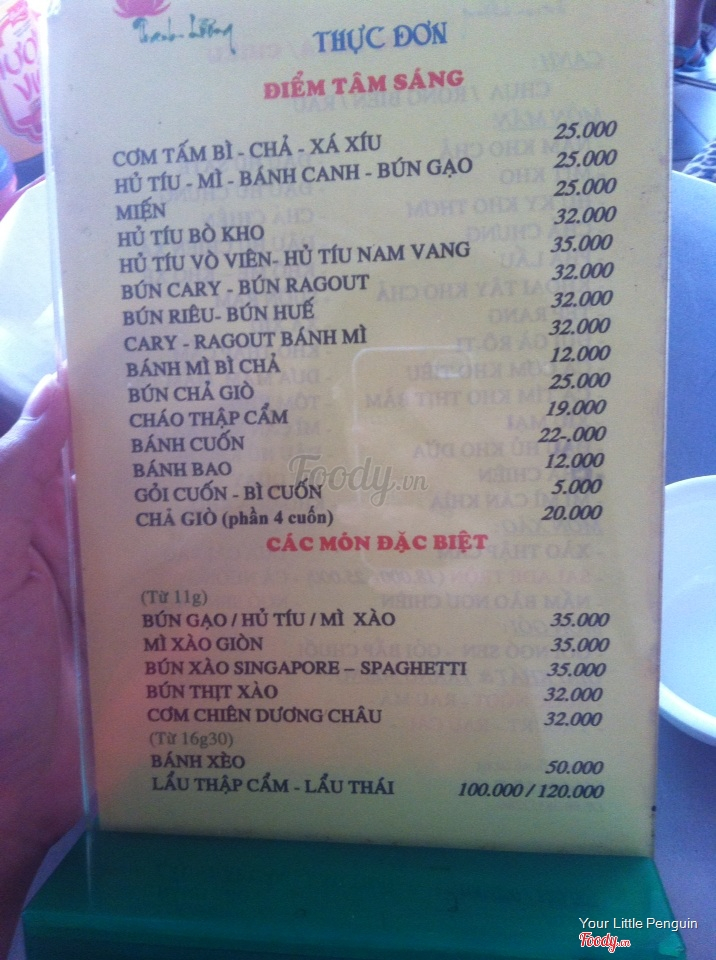 Thanh Lương
THỰC ĐƠN
ĐIỂM TÂM SÁNG
CƠM TẤM BÌ - CHẢ - XÁ XÍU 25.000
HỦ TÍU - MÌ - BÁNH CANH - BÚN GẠO 25.000
MIẾN 25.000
HỦ TÍU BÒ KHO 32.000
HỦ TÍU VÒ VIÊN- HỦ TÍU NAM VANG 35.000
BÚN CARY - BÚN RAGOUT 32.000
BÚN RIÊU- BÚN HUẾ 32.000
CARY - RAGOUT BÁNH MÌ 32.000
BÁNH MÌ BÌ CHẢ 12.000
BÚN CHẢ GIÒ 25.000
CHÁO THẬP CẨM 19.000
BÁNH CUỐN 22-.000
BÁNH BAO 12.000
GỎI CUỐN - BÌ CUỐN 5.000
CHẢ GIÒ (phần 4 cuốn) 20.000
Foody.vn
CÁC MÓN ĐẶC BIỆT
(Từ 11g)
BÚN GẠO / HỦ TÍU / MÌ XÀO 35.000
MÌ XÀO GIÒN 35.000
BÚN XÀO SINGAPORE – SPAGHETTI 35.000
BÚN THỊT XÀO 32.000
CƠM CHIÊN DƯƠNG CHÂU 32.000
(Từ 16g30)
BÁNH XÈO 50.000
LẨU THẬP CẨM - LẨU THÁI 100.000 / 120.000
Your Little Penguin
Foody.vn